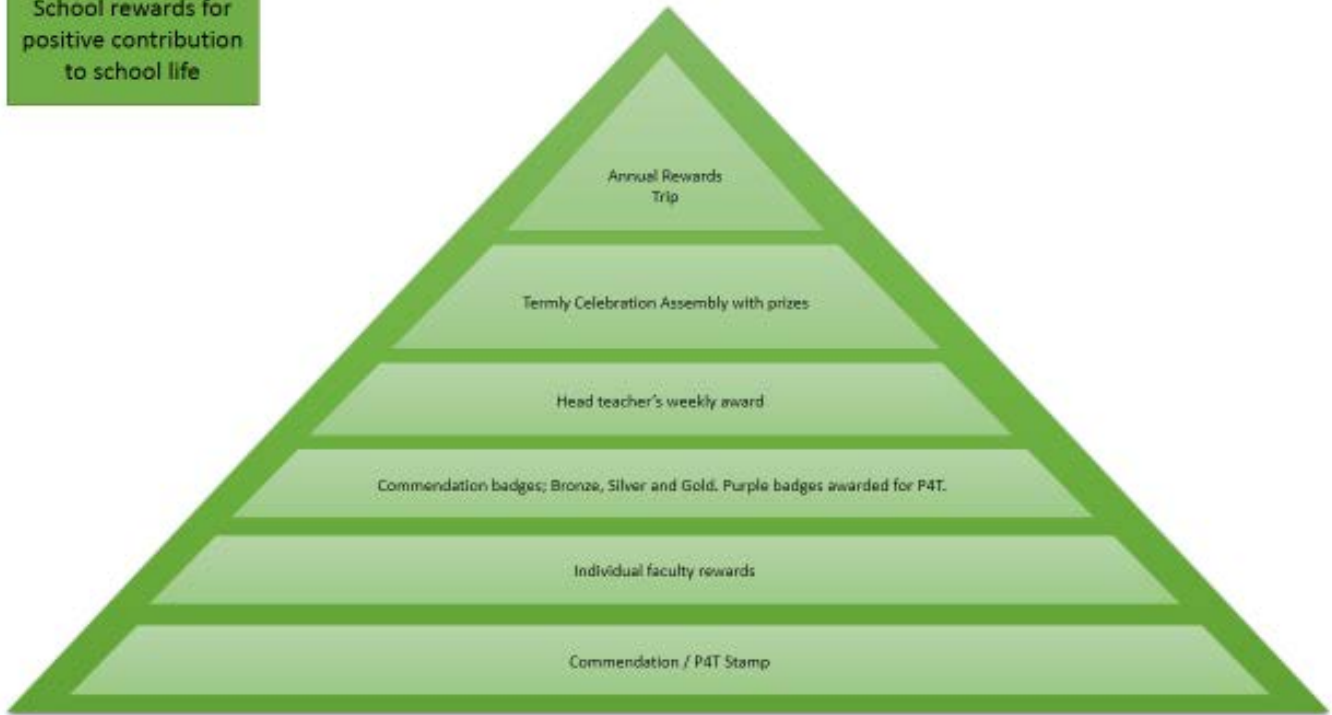 School rewards for
positive contribution
to school life
Annual Rewards
Trip
Termly Celebration Assembly with prizes
Head teacher's weekly award
Commendation badges; Bronze, Silver and Gold. Purple badges awarded for P4T.
Individual faculty rewards
Commendation / P4T Stamp